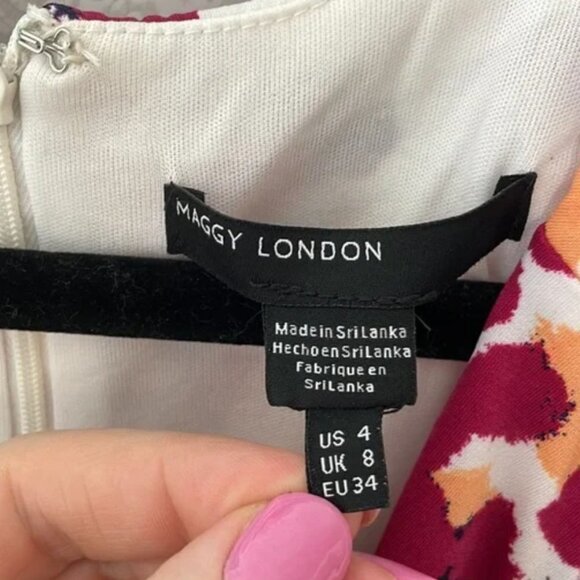 MAGGY LONDON
Made in Sri Lanka
Hecho en Sri Lanka
Fabrique en
Sri Lanka
US 4
UK 8
EU 34